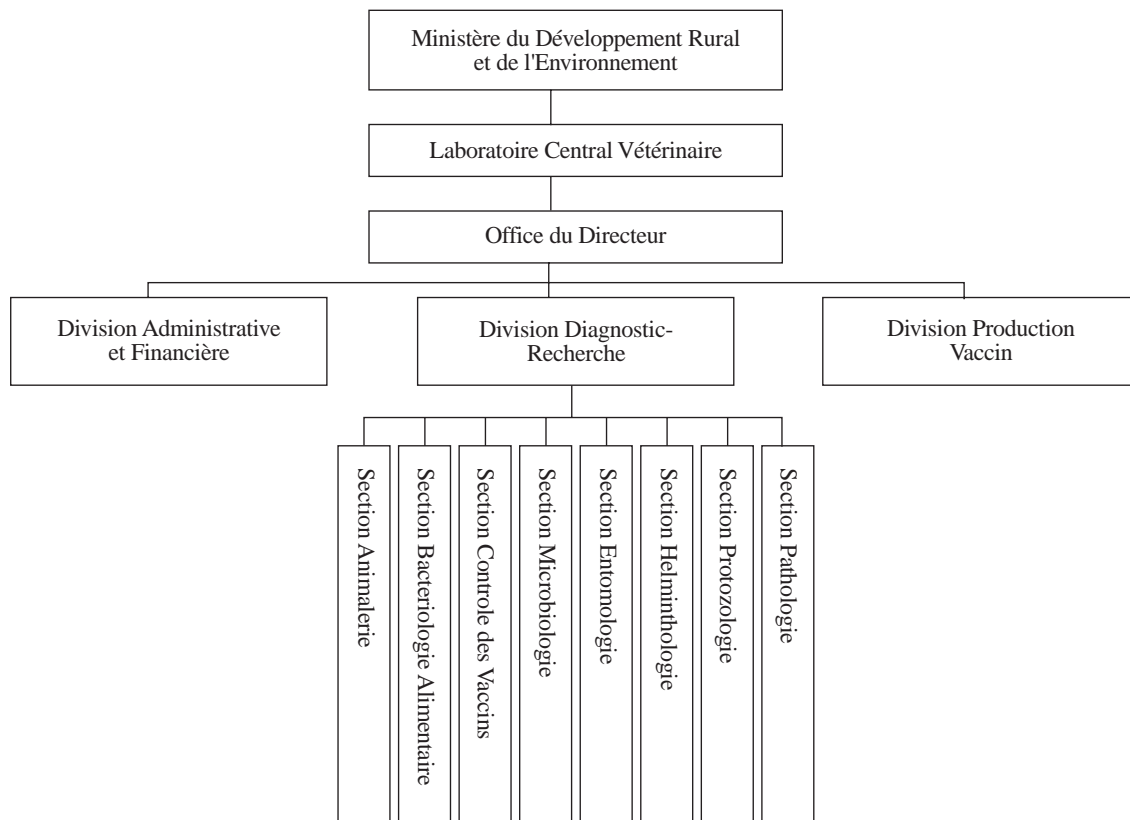 Ministère du Développement Rural
et de l'Environnement
Laboratoire Central Vétérinaire
Office du Directeur
Division Administrative
et Financière
Division Diagnostic-
Recherche
Division Production
Vaccin
Section Animalerie
Section Bacteriologie Alimentaire
Section Controle des Vaccins
Section Microbiologie
Section Entomologie
Section Helminthologie
Section Protozologie
Section Pathologie